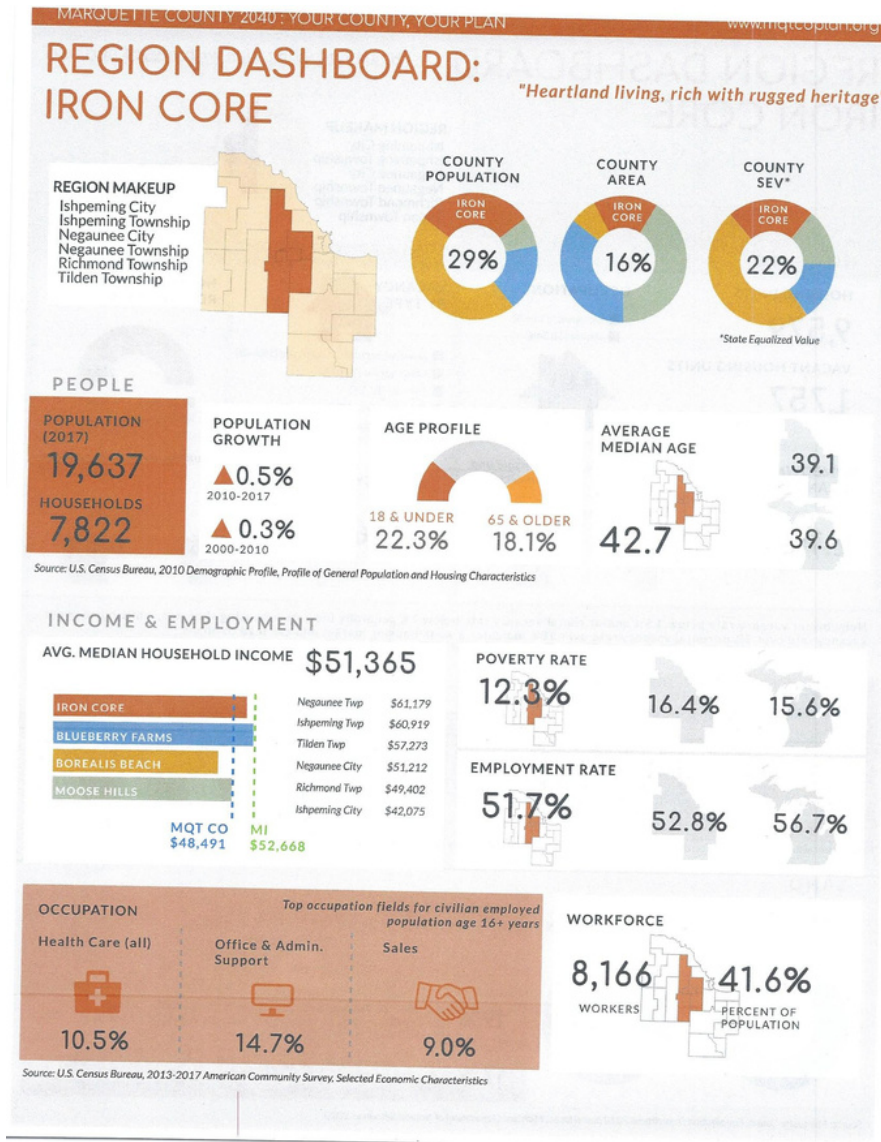 MARQUETTE COUNTY 2040 : YOUR COUNTY, YOUR PLAN
www.mqtcoplan.org
REGION DASHBOARD:
IRON CORE
"Heartland living, rich with rugged heritage"
REGION MAKEUP
Ishpeming City
Ishpeming Township
Negaunee City
Negaunee Township
Richmond Township
Tilden Township
COUNTY
POPULATION
IRON
CORE
29%
COUNTY
AREA
IRON
CORE
16%
COUNTY
SEV*
IRON
CORE
22%
*State Equalized Value
PEOPLE
POPULATION
(2017)
19,637
HOUSEHOLDS
7,822
POPULATION
GROWTH
0.5%
2010-2017
0.3%
2000-2010
AGE PROFILE
18 & UNDER
22.3%
65 & OLDER
18.1%
AVERAGE
MEDIAN AGE
42.7
39.1
39.6
Source: U.S. Census Bureau, 2010 Demographic Profile, Profile of General Population and Housing Characteristics
INCOME & EMPLOYMENT
AVG. MEDIAN HOUSEHOLD INCOME $51,365
IRON CORE
BLUEBERRY FARMS
BOREALIS BEACH
MOOSE HILLS
MQT CO
$48,491
MI
$52,668
Negaunee Twp $61,179
Ishpeming Twp $60,919
Tilden Twp $57,273
Negaunee City $51,212
Richmond Twp $49,402
Ishpeming City $42,075
POVERTY RATE
12.3%
16.4%
15.6%
EMPLOYMENT RATE
51.7%
52.8%
56.7%
OCCUPATION
Top occupation fields for civilian employed
population age 16+ years
Health Care (all)
10.5%
Office & Admin.
Support
14.7%
Sales
9.0%
WORKFORCE
8,166
WORKERS
41.6%
PERCENT OF
POPULATION
Source: U.S. Census Bureau, 2013-2017 American Community Survey, Selected Economic Characteristics